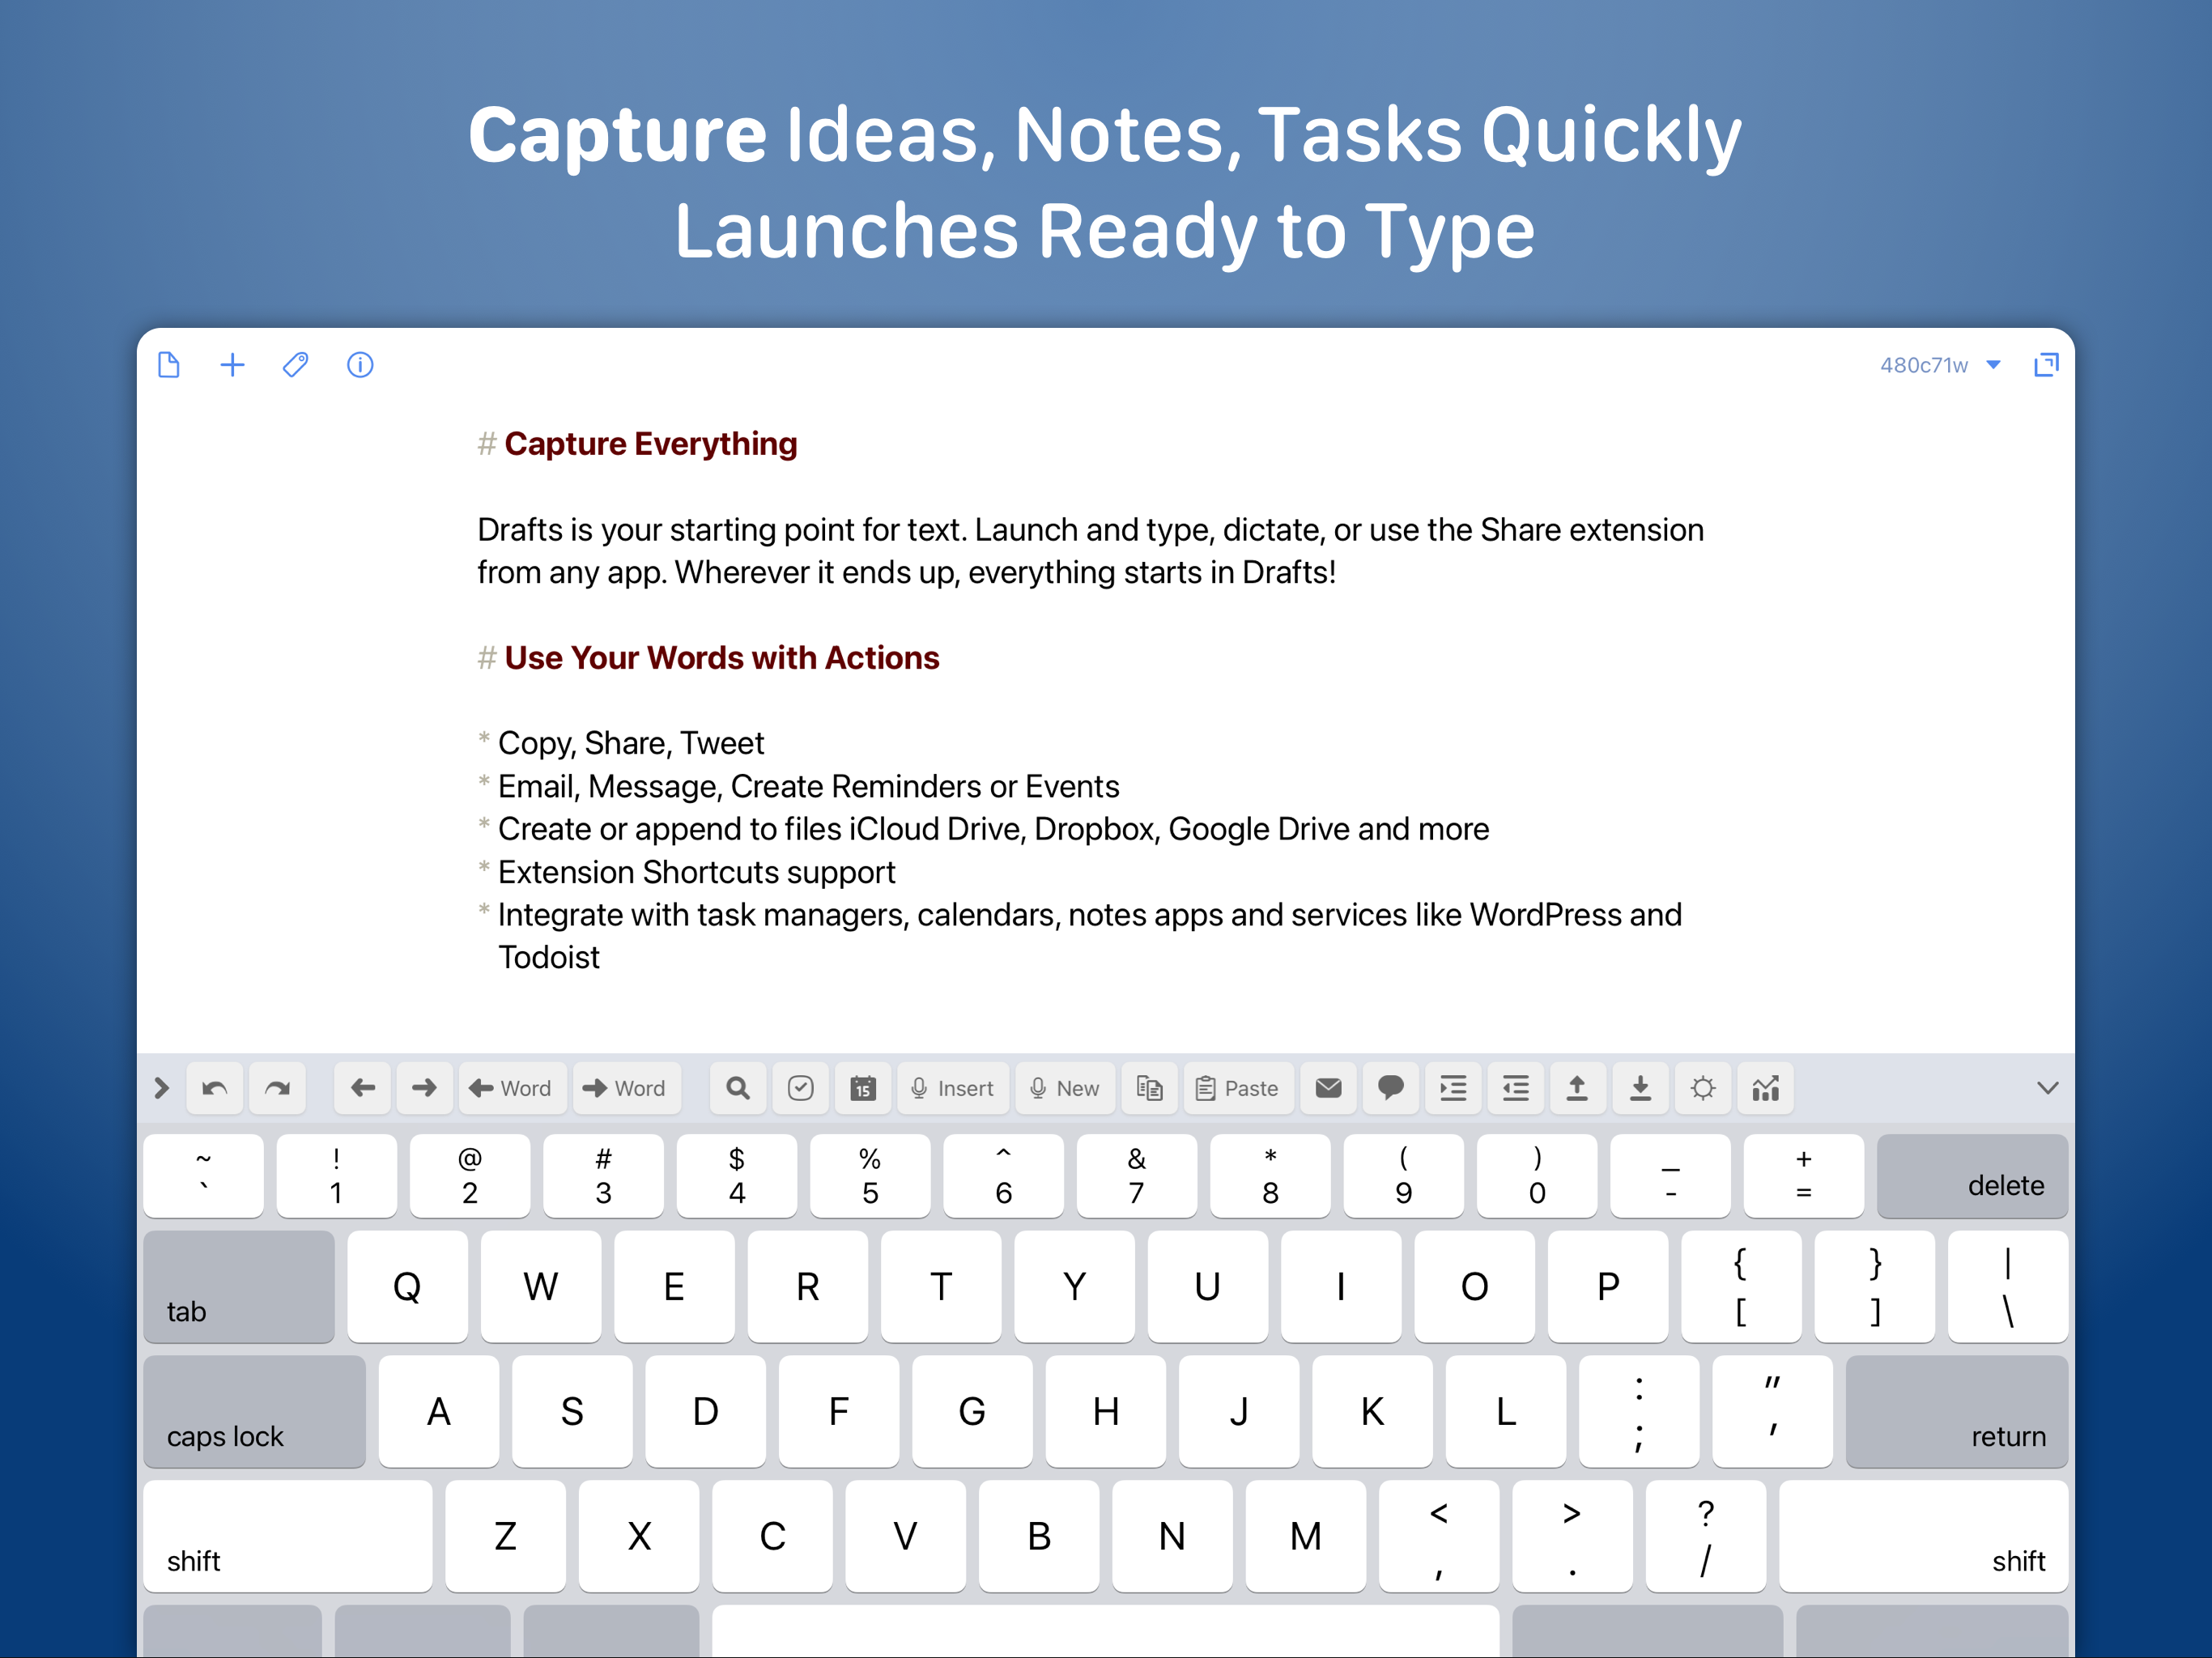 Capture Ideas, Notes, Tasks Quickly
Launches Ready to Type
480c71w
# Capture Everything
Drafts is your starting point for text. Launch and type, dictate, or use the Share extension
from any app. Wherever it ends up, everything starts in Drafts!
# Use Your Words with Actions
* Copy, Share, Tweet
* Email, Message, Create Reminders or Events
* Create or append to files iCloud Drive, Dropbox, Google Drive and more
* Extension Shortcuts support
* Integrate with task managers, calendars, notes apps and services like WordPress and
Todoist
Word Word 15 Insert New Paste
~ ! @ # $ % ^ & * ( ) _ +
` 1 2 3 4 5 6 7 8 9 0 - = delete
tab Q W E R T Y U I O P { [ } ] | \
caps lock A S D F G H J K L : ; " ' return
shift Z X C V B N M < , > . ? / shift